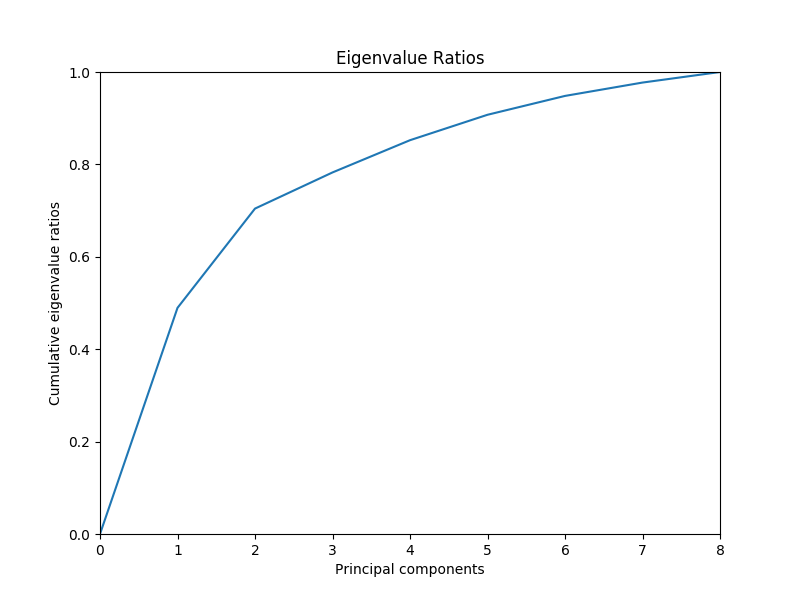 Eigenvalue Ratios
1.0
0.8
0.6
0.4
0.2
0.0
Cumulative eigenvalue ratios
0 1 2 3 4 5 6 7 8
Principal components